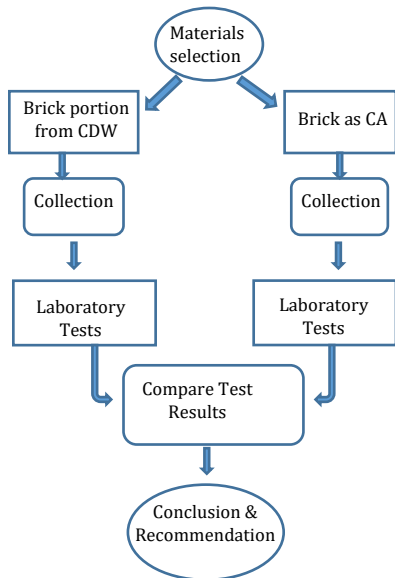 Materials
selection
Brick portion
from CDW
Brick as CA
Collection
Collection
Laboratory
Tests
Laboratory
Tests
Compare Test
Results
Conclusion &
Recommendation